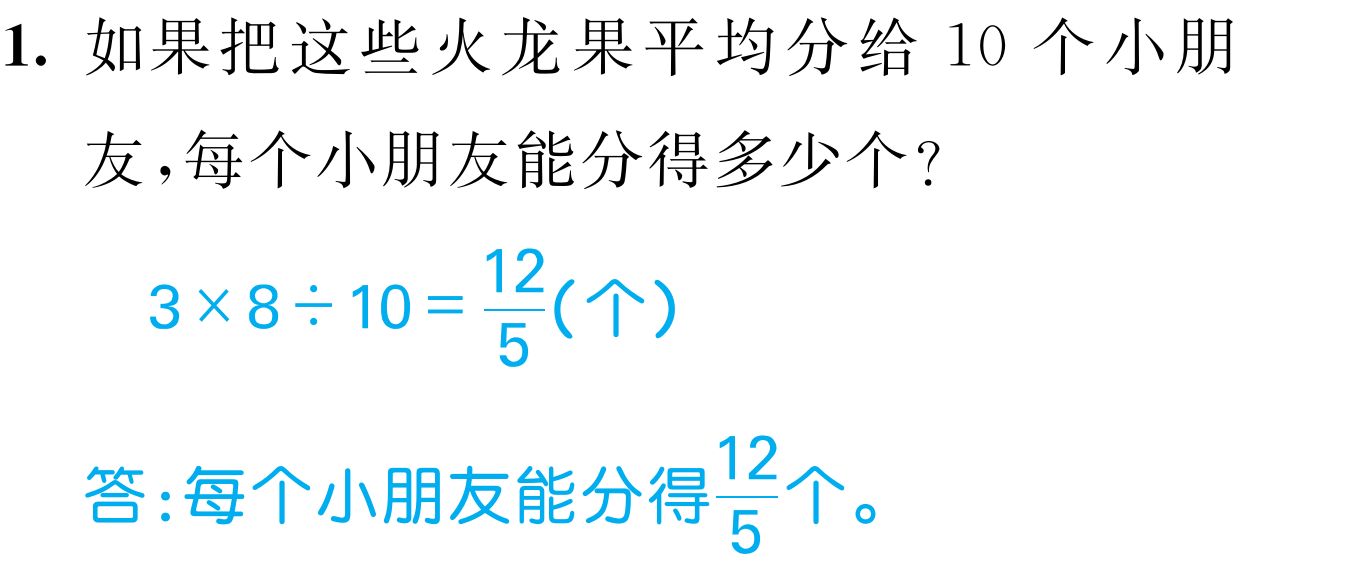 1. 如果把这些火龙果平均分给 10 个小朋
友,每个小朋友能分得多少个?
3×8÷10=12/5(个)
答:每个小朋友能分得12/5个。